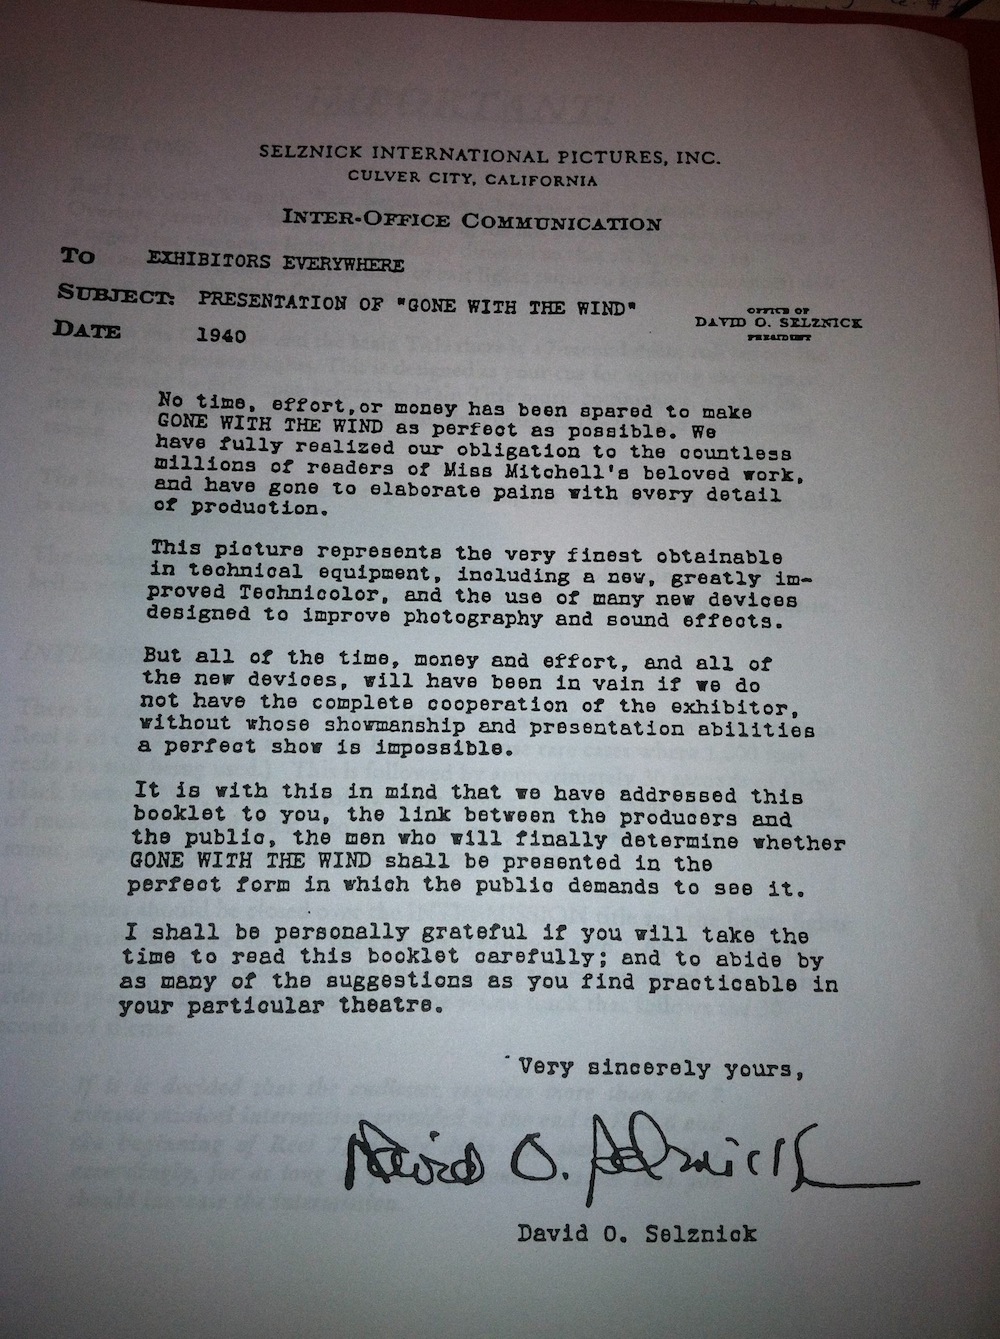 IMPORTANT!
SELZNICK INTERNATIONAL PICTURES, INC.
CULVER CITY, CALIFORNIA
INTER-OFFICE COMMUNICATION
TO EXHIBITORS EVERYWHERE
SUBJECT: PRESENTATION OF "GONE WITH THE WIND"
OFFICE OF
DAVID O. SELZNICK
PRESIDENT
DATE 1940
No time, effort,or money has been spared to make
GONE WITH THE WIND as perfect as possible. We
have fully realized our obligation to the countless
millions of readers of Miss Mitchell's beloved work,
and have gone to elaborate pains with every detail
of production.
This picture represents the very finest obtainable
in technical equipment, including a new, greatly im-
proved Technicolor, and the use of many new devices
designed to improve photography and sound effects.
But all of the time, money and effort, and all of
the new devices, will have been in vain if we do
not have the complete cooperation of the exhibitor,
without whose showmanship and presentation abilities
a perfect show is impossible.
It is with this in mind that we have addressed this
booklet to you, the link between the producers and
the public, the men who will finally determine whether
GONE WITH THE WIND shall be presented in the
perfect form in which the public demands to see it.
I shall be personally grateful if you will take the
time to read this booklet carefully; and to abide by
as many of the suggestions as you find practicable in
your particular theatre.
Very sincerely yours,
David O. Selznick
David O. Selznick